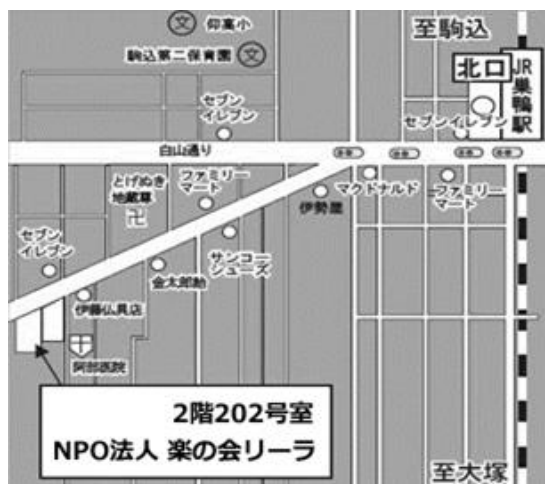 仰高小
至駒込
駒込第二保育園
北口
JR巣鴨駅
セブン
イレブン
セブンイレブン
白山通り
とげぬき
地蔵尊
ファミリー
マート
マクドナルド
ファミリー
マート
伊勢屋
セブン
イレブン
サンコー
シューズ
金太郎飴
伊藤仏具店
阿部医院
2階202号室
NPO法人 楽の会リーラ
至大塚